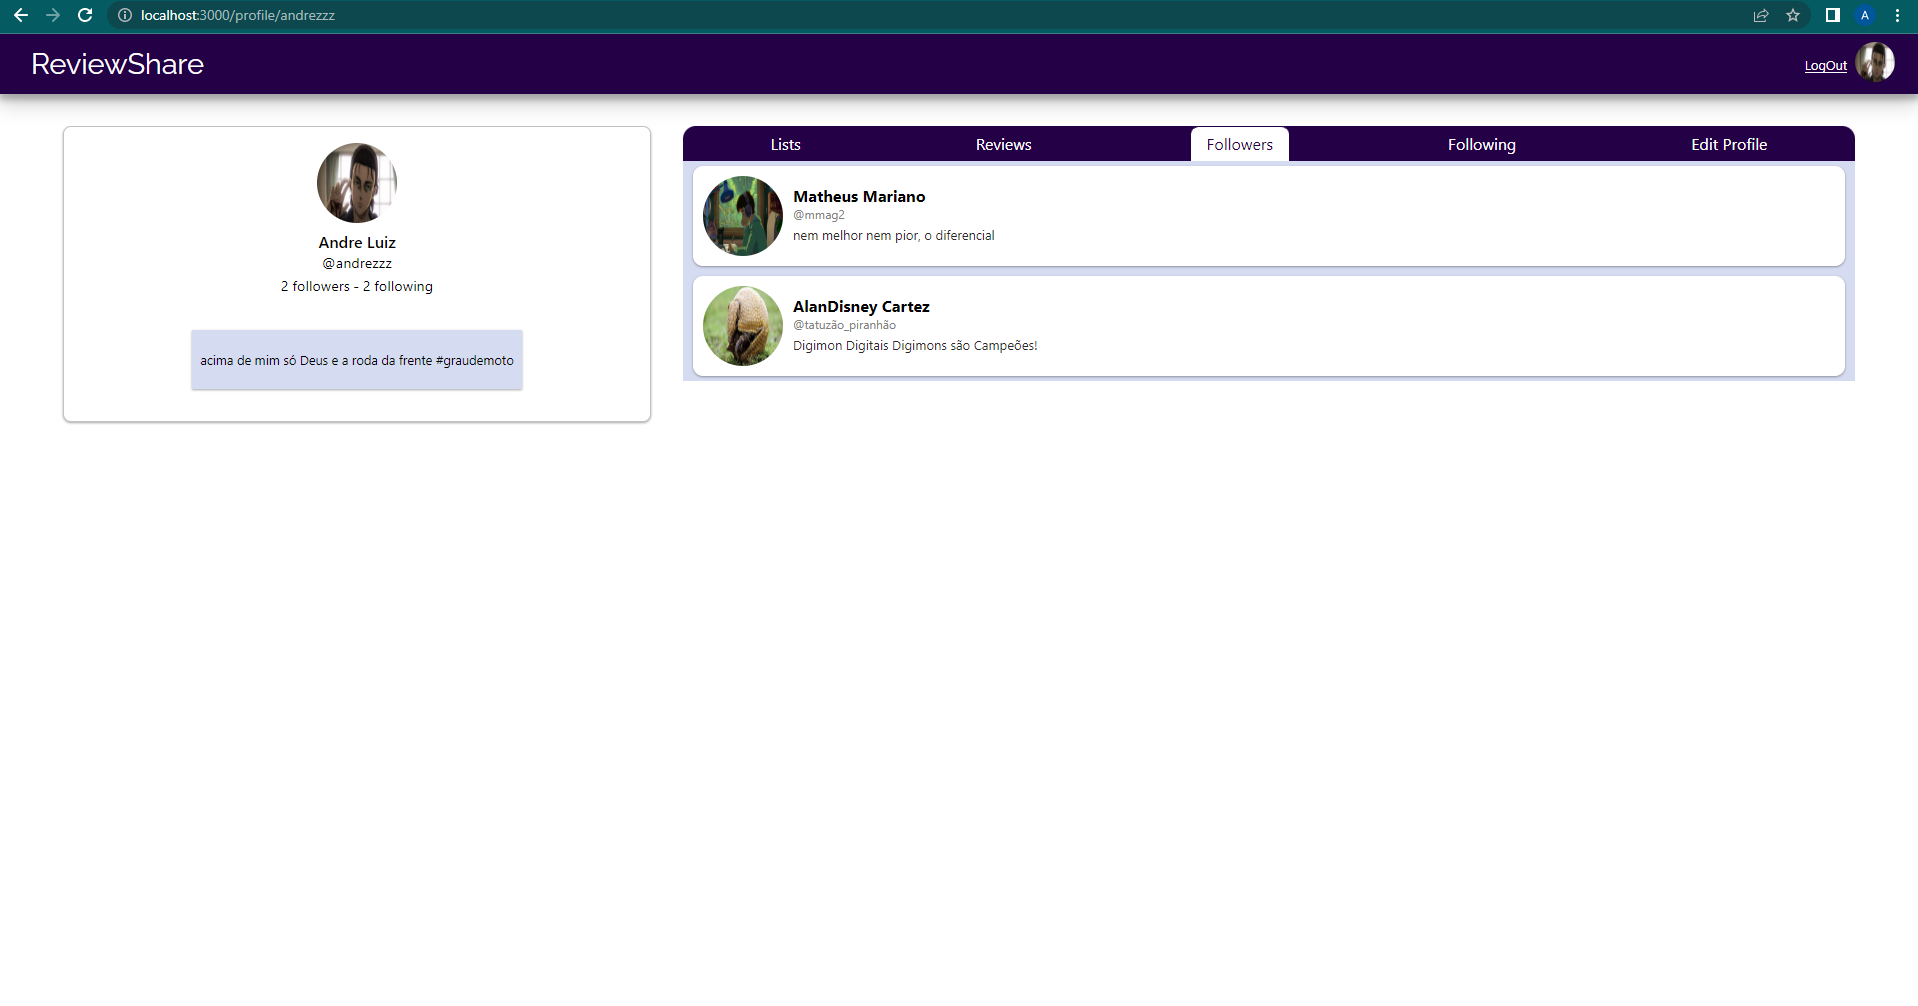 localhost:3000/profile/andrezzz
A
ReviewShare
LogOut
Andre Luiz
@andrezzz
2 followers - 2 following
acima de mim só Deus e a roda da frente #graudemoto
Lists Reviews Followers Following Edit Profile
Matheus Mariano
@mmag2
nem melhor nem pior, o diferencial
AlanDisney Cartez
@tatuzão_piranhão
Digimon Digitais Digimons são Campeões!